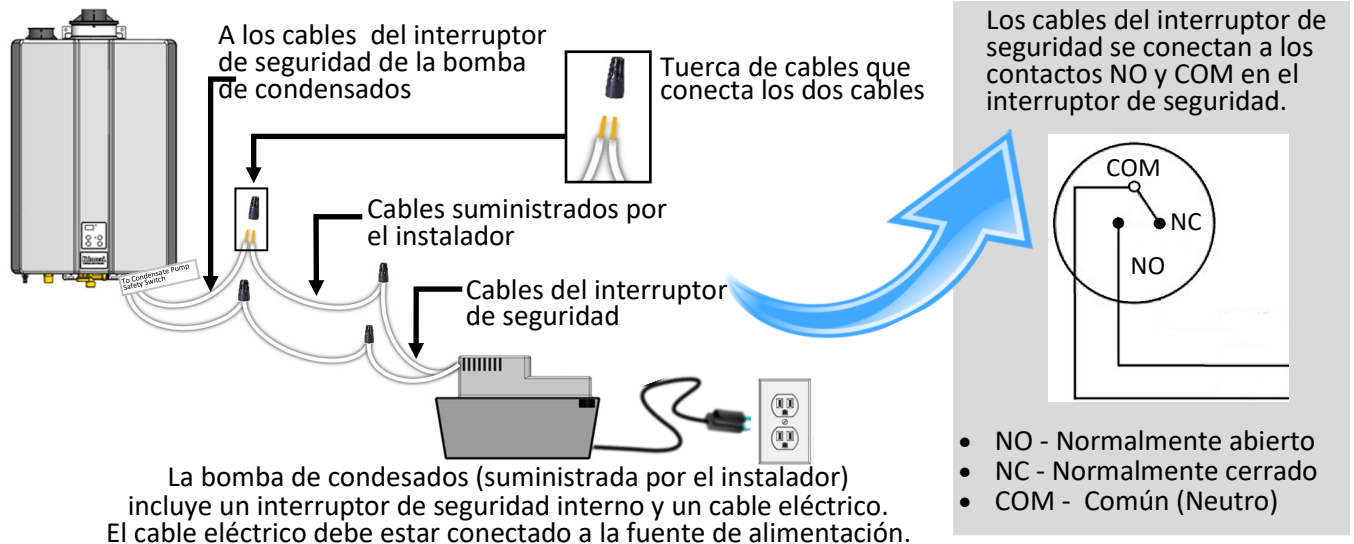 A los cables del interruptor
de seguridad de la bomba
de condensados
Tuerca de cables que
conecta los dos cables
Cables suministrados por
el instalador
Rinnai
To Condensate Pump
Safety Switch
Cables del interruptor
de seguridad
La bomba de condesados (suministrada por el instalador)
incluye un interruptor de seguridad interno y un cable eléctrico.
El cable eléctrico debe estar conectado a la fuente de alimentación.
Los cables del interruptor de
seguridad se conectan a los
contactos NO y COM en el
interruptor de seguridad.
COM
NC
NO
• NO - Normalmente abierto
• NC - Normalmente cerrado
• COM - Común (Neutro)